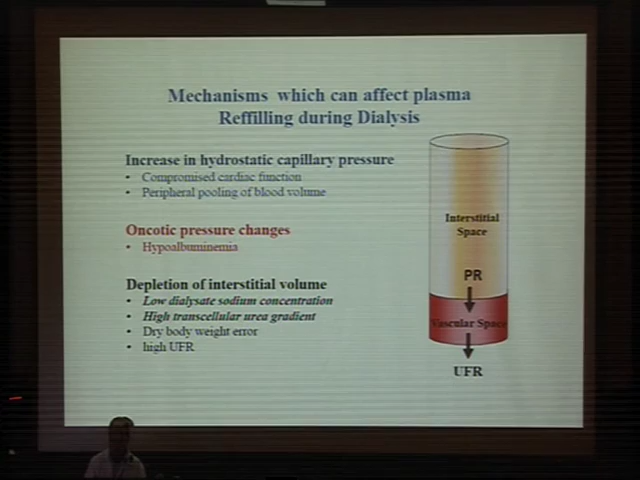 Mechanisms which can affect plasma
Reffilling during Dialysis
Increase in hydrostatic capillary pressure
• Compromised cardiac function
• Peripheral pooling of blood volume
Oncotic pressure changes
• Hypoalbuminemia
Depletion of interstitial volume
• Low dialysate sodium concentration
• High transcellular urea gradient
• Dry body weight error
• high UFR
Interstitial
Space
PR
Vascular Space
UFR